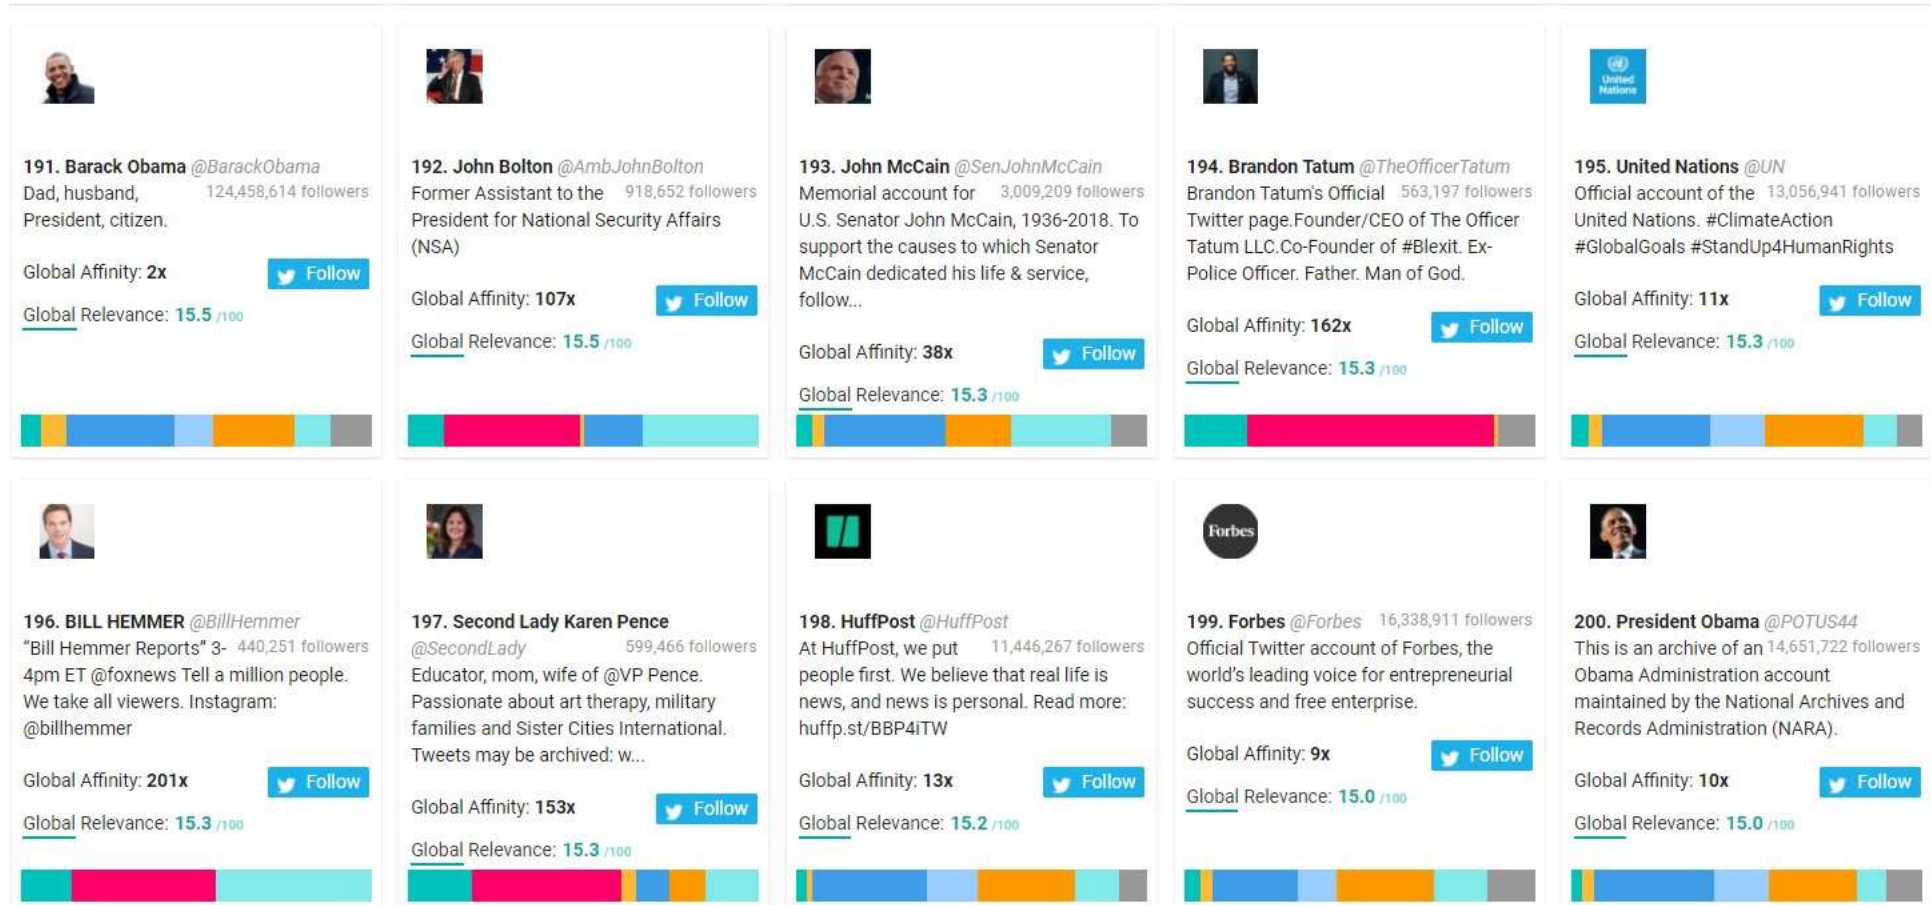 United
Nations
191. Barack Obama @BarackObama
Dad, husband, 124,458,614 followers
President, citizen.
Global Affinity: 2x
Follow
Global Relevance: 15.5 /100
192. John Bolton @AmbJohnBolton
Former Assistant to the 918,652 followers
President for National Security Affairs
(NSA)
Global Affinity: 107x
Follow
Global Relevance: 15.5 /100
193. John McCain @SenJohnMcCain
Memorial account for 3,009,209 followers
U.S. Senator John McCain, 1936-2018. To
support the causes to which Senator
McCain dedicated his life & service,
follow...
Global Affinity: 38x
Follow
Global Relevance: 15.3 /100
194. Brandon Tatum @TheOfficerTatum
Brandon Tatum's Official 563,197 followers
Twitter page.Founder/CEO of The Officer
Tatum LLC.Co-Founder of #Blexit. Ex-
Police Officer. Father. Man of God.
Global Affinity: 162x
Follow
Global Relevance: 15.3 /100
195. United Nations @UN
Official account of the 13,056,941 followers
United Nations. #ClimateAction
#GlobalGoals #StandUp4HumanRights
Global Affinity: 11x
Follow
Global Relevance: 15.3 /100
196. BILL HEMMER @BillHemmer
“Bill Hemmer Reports” 3- 440,251 followers
4pm ET @foxnews Tell a million people.
We take all viewers. Instagram:
@billhemmer
Global Affinity: 201x
Follow
Global Relevance: 15.3 /100
197. Second Lady Karen Pence
@SecondLady 599,466 followers
Educator, mom, wife of @VP Pence.
Passionate about art therapy, military
families and Sister Cities International.
Tweets may be archived: w...
Global Affinity: 153x
Follow
Global Relevance: 15.3 /100
198. HuffPost @HuffPost
At HuffPost, we put 11,446,267 followers
people first. We believe that real life is
news, and news is personal. Read more:
huffp.st/BBP4iTW
Global Affinity: 13x
Follow
Global Relevance: 15.2 /100
Forbes
199. Forbes @Forbes 16,338,911 followers
Official Twitter account of Forbes, the
world’s leading voice for entrepreneurial
success and free enterprise.
Global Affinity: 9x
Follow
Global Relevance: 15.0 /100
200. President Obama @POTUS44
This is an archive of an 14,651,722 followers
Obama Administration account
maintained by the National Archives and
Records Administration (NARA).
Global Affinity: 10x
Follow
Global Relevance: 15.0 /100